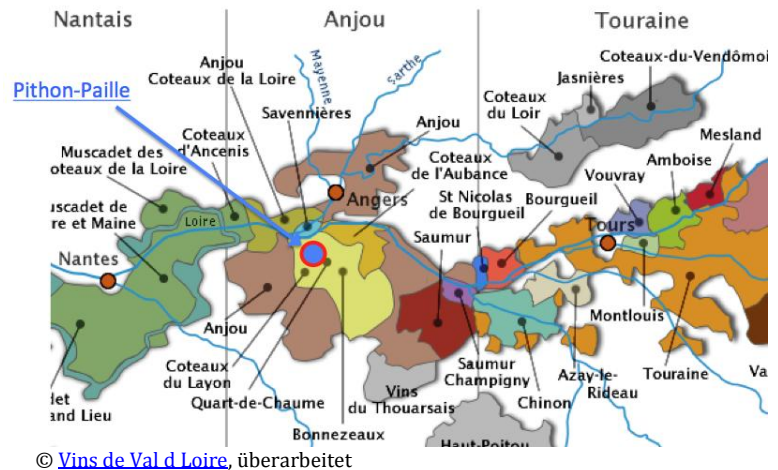 Nantais
Anjou
Touraine
Pithon-Paille
Anjou
Coteaux de la Loire
Mayenne
Sarthe
Savennières
Coteaux
d'Ancenis
Muscadet des
oteaux de la Loire
uscadet de
re et Maine
Loire
Nantes
Angers
Anjou
Coteaux
de l'Aubance
St Nicolas
de Bourgueil
Bourgueil
Saumur
Coteaux
du Loir
Jasnières
Coteaux-du-Vendômoi
Mesland
Amboise
Vouvray
Tours
Anjou
Coteaux
du Layon
Quart-de-Chaume
Bonnezeaux
Vins
du Thouarsais
Saumur
Champigny
Chinon
Azay-le-
Rideau
Montlouis
Touraine
Va
det
and Lieu
Haut-Poitou
© Vins de Val d Loire, überarbeitet